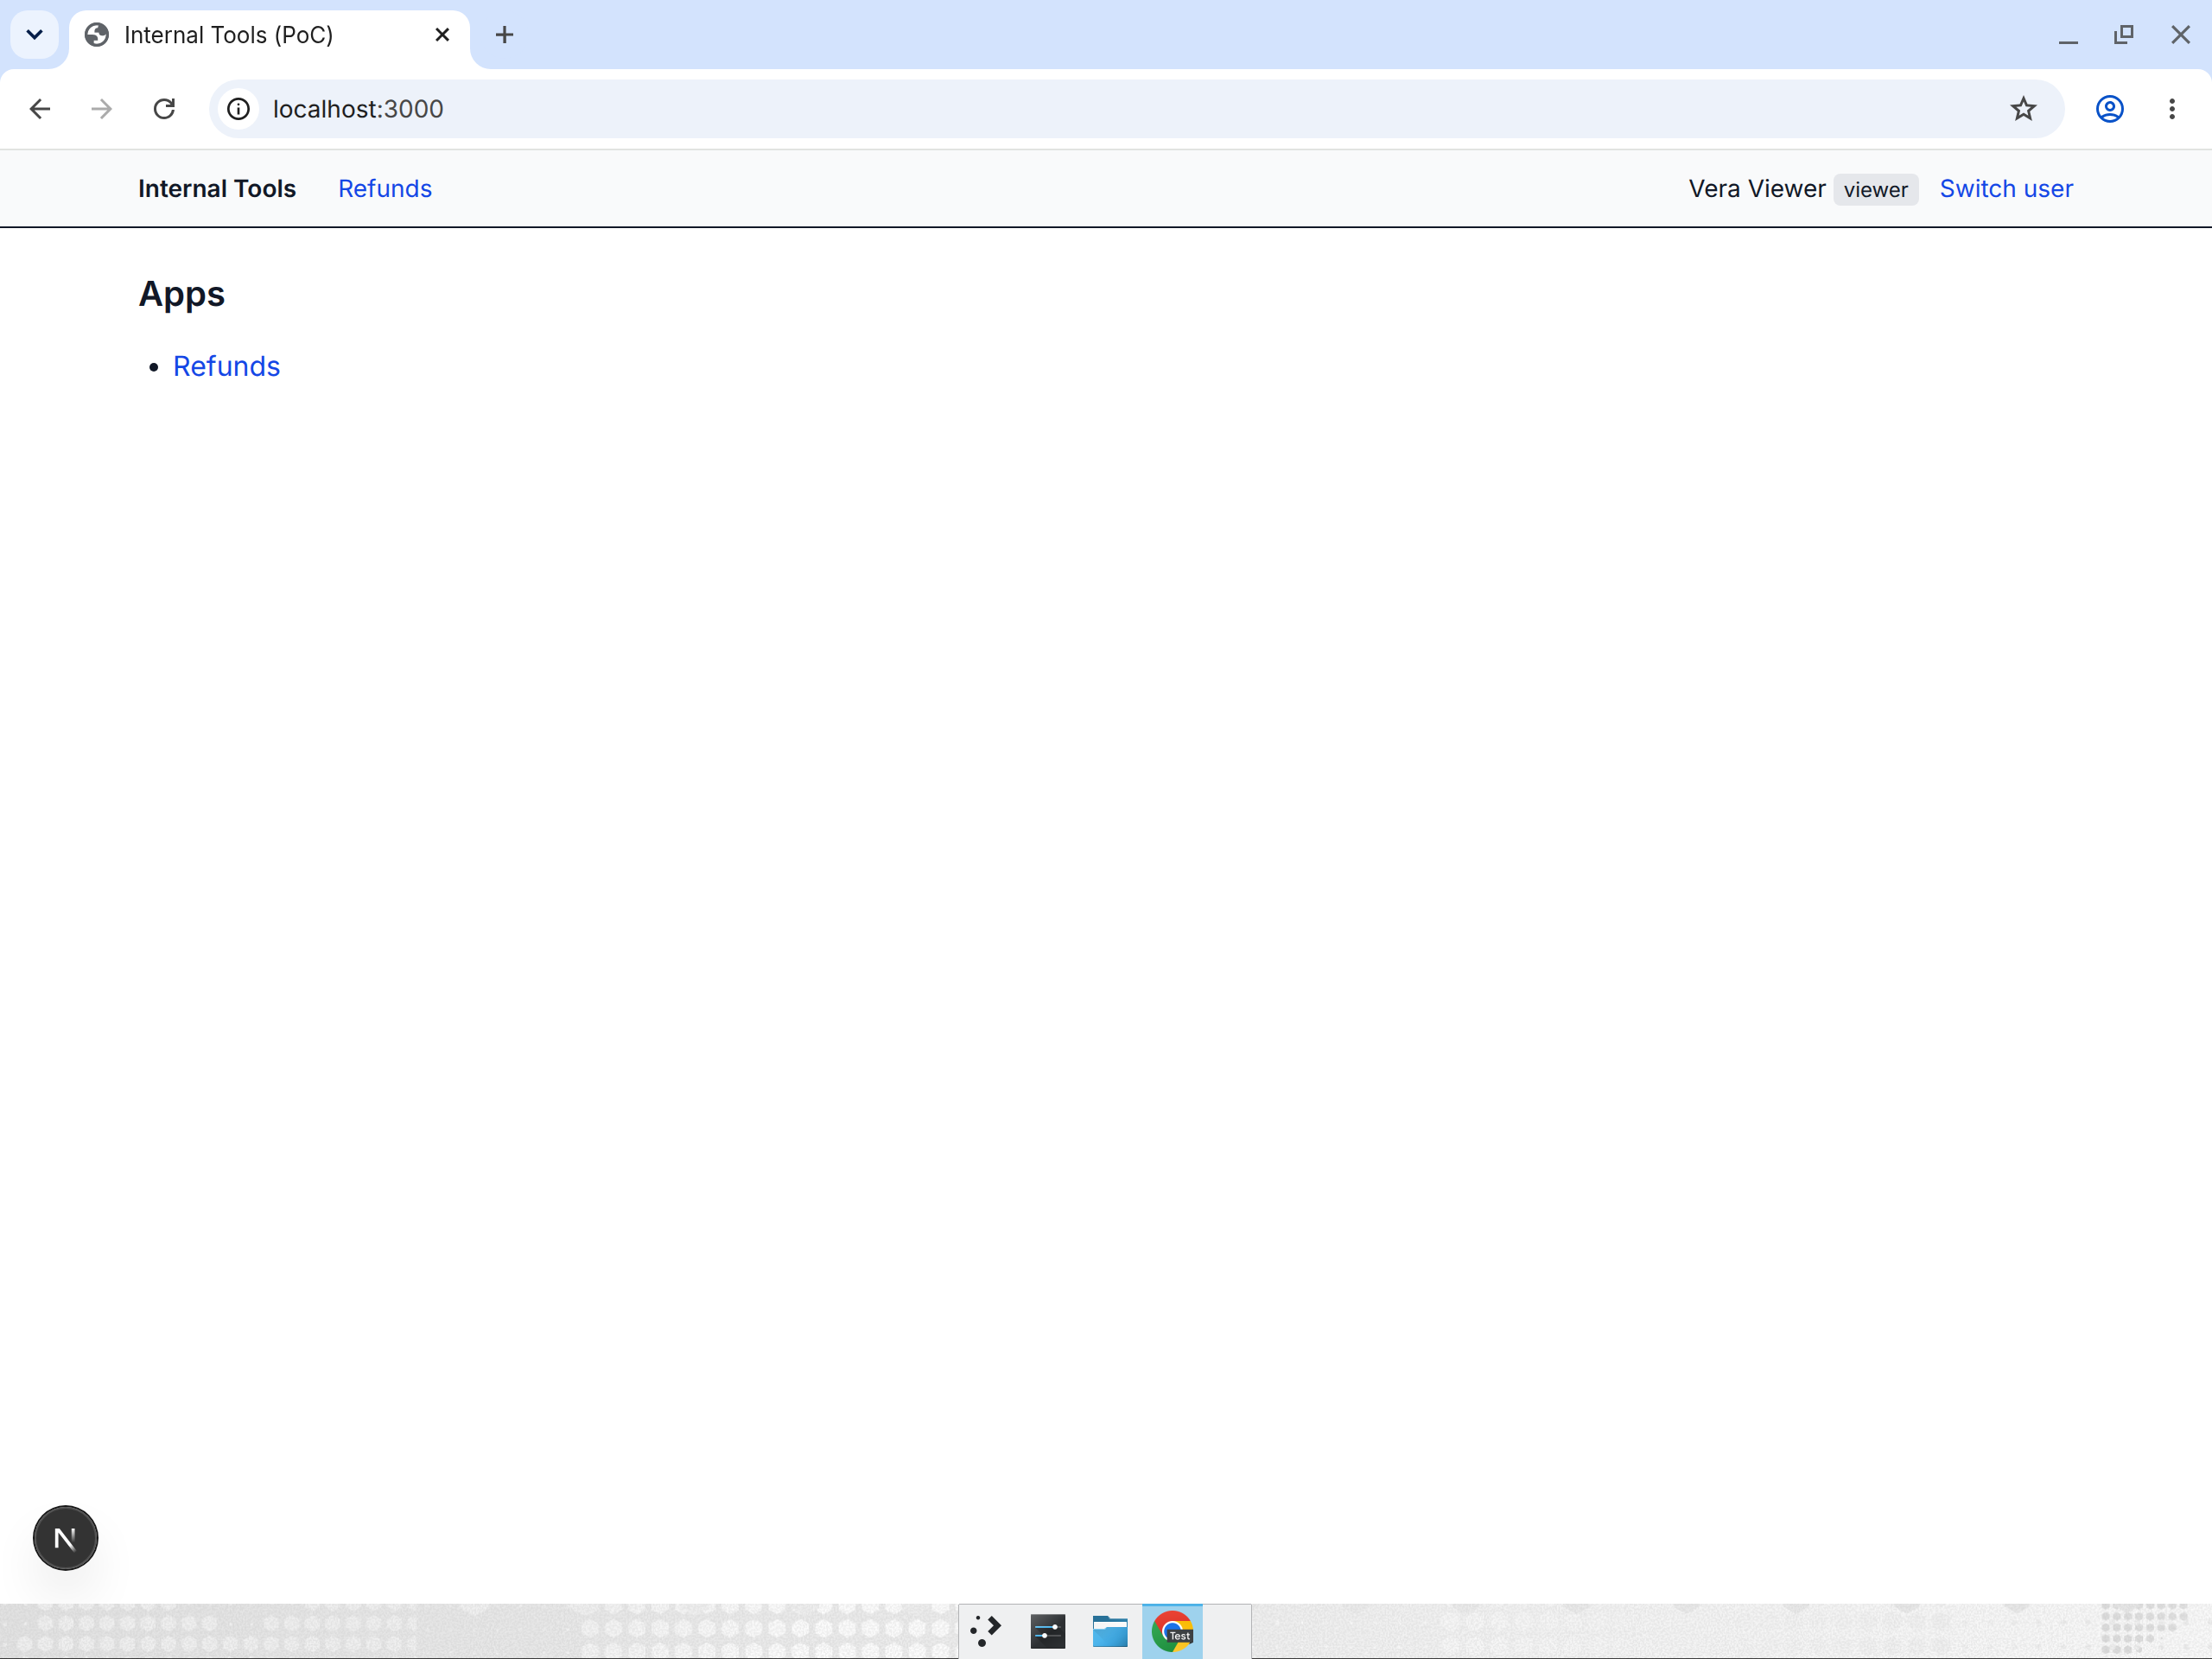 Internal Tools (PoC)
localhost:3000
Internal Tools Refunds Vera Viewer viewer Switch user
Apps
• Refunds
N
Test